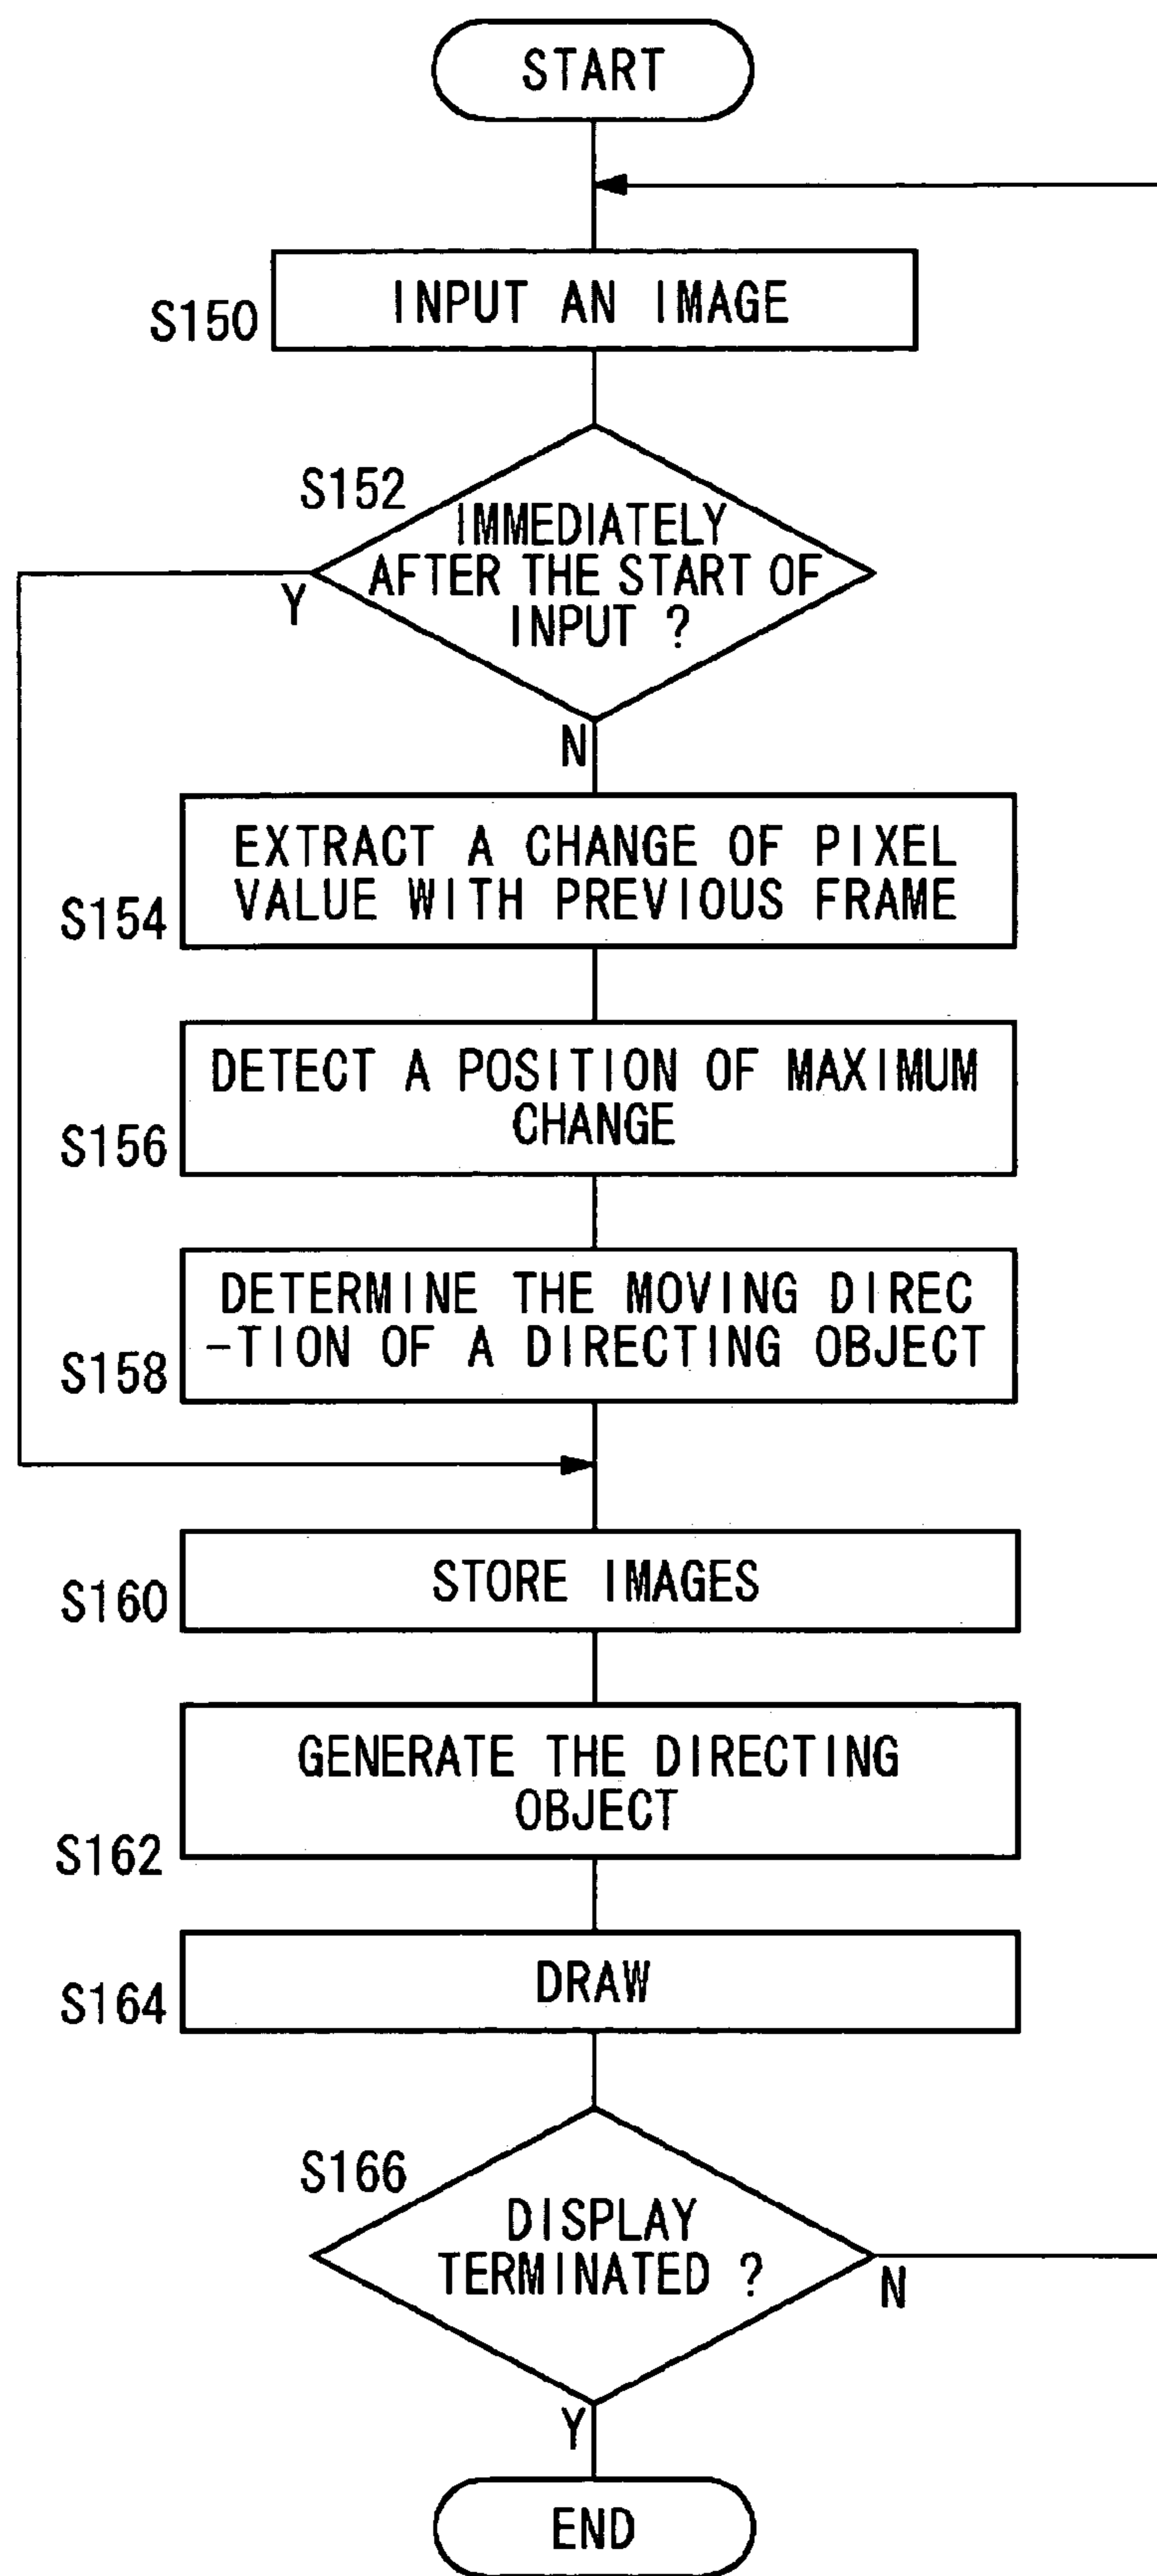 START
INPUT AN IMAGE
S150
S152
IMMEDIATELY
AFTER THE START OF
INPUT ?
Y
N
EXTRACT A CHANGE OF PIXEL
VALUE WITH PREVIOUS FRAME
S154
DETECT A POSITION OF MAXIMUM
CHANGE
S156
DETERMINE THE MOVING DIREC
-TION OF A DIRECTING OBJECT
S158
STORE IMAGES
S160
GENERATE THE DIRECTING
OBJECT
S162
DRAW
S164
S166
DISPLAY
TERMINATED ?
N
Y
END